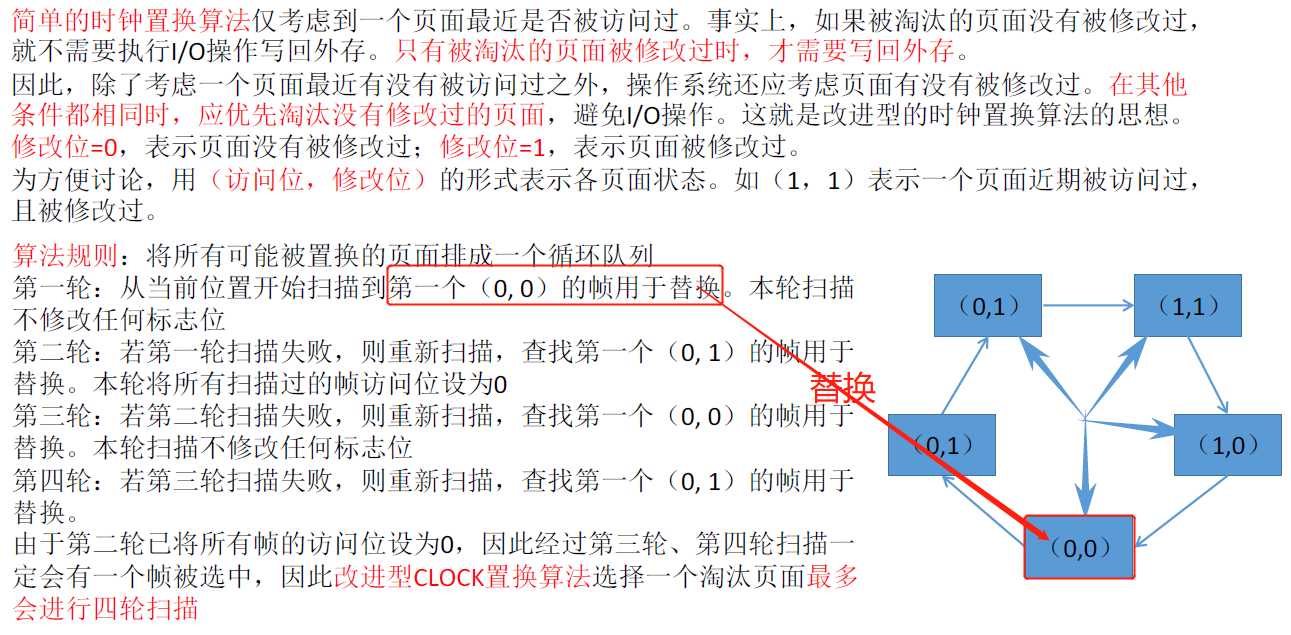 简单的时钟置换算法仅考虑到一个页面最近是否被访问过。事实上，如果被淘汰的页面没有被修改过，
就不需要执行I/O操作写回外存。只有被淘汰的页面被修改过时，才需要写回外存。
因此，除了考虑一个页面最近有没有被访问过之外，操作系统还应考虑页面有没有被修改过。在其他
条件都相同时，应优先淘汰没有修改过的页面，避免I/O操作。这就是改进型的时钟置换算法的思想。
修改位=0，表示页面没有被修改过；修改位=1，表示页面被修改过。
为方便讨论，用（访问位，修改位）的形式表示各页面状态。如（1，1）表示一个页面近期被访问过，
且被修改过。
算法规则：将所有可能被置换的页面排成一个循环队列
第一轮：从当前位置开始扫描到第一个（0, 0）的帧用于替换。本轮扫描
不修改任何标志位
第二轮：若第一轮扫描失败，则重新扫描，查找第一个（0, 1）的帧用于
替换。本轮将所有扫描过的帧访问位设为0
第三轮：若第二轮扫描失败，则重新扫描，查找第一个（0, 0）的帧用于
替换。本轮扫描不修改任何标志位
第四轮：若第三轮扫描失败，则重新扫描，查找第一个（0, 1）的帧用于
替换。
由于第二轮已将所有帧的访问位设为0，因此经过第三轮、第四轮扫描一
定会有一个帧被选中，因此改进型CLOCK置换算法选择一个淘汰页面最多
会进行四轮扫描
（0,1）
（1,1）
替换
（0,1）
（1,0）
（0,0）